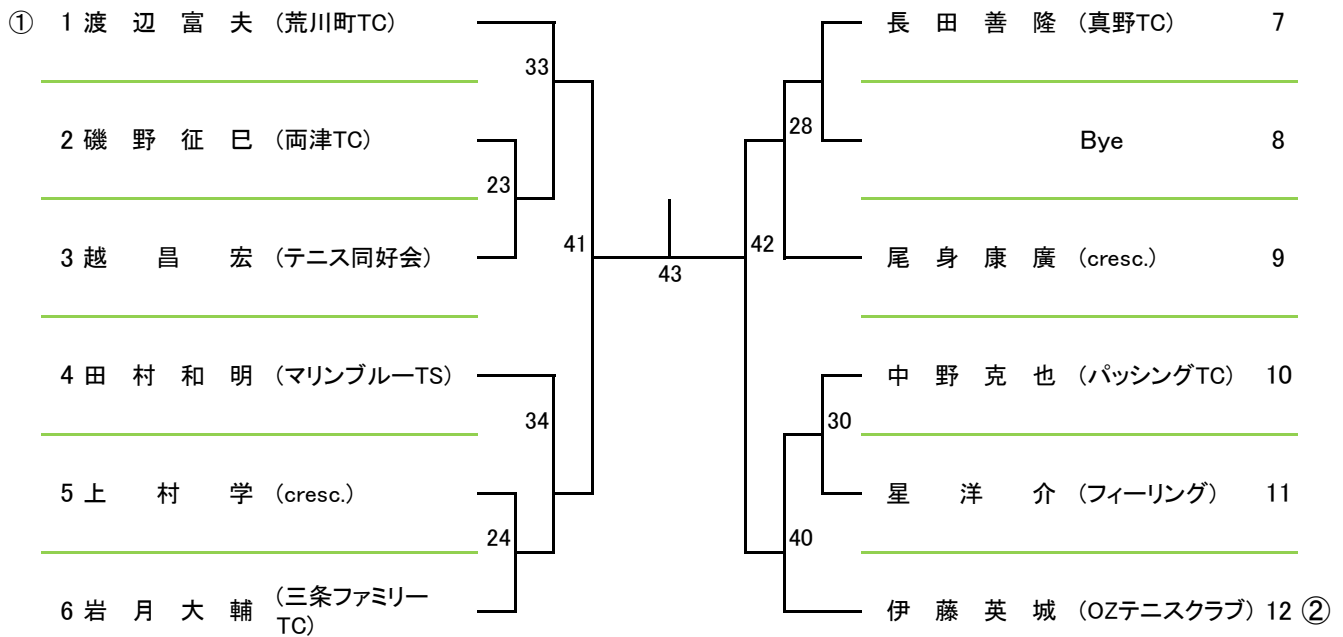 ① 1 渡 辺 富 夫 (荒川町TC)
33
2 磯 野 征 巳 (両津TC)
23
3 越 昌 宏 (テニス同好会)
41
4 田 村 和 明 (マリンブルーTS)
34
5 上 村 学 (cresc.)
24
6 岩 月 大 輔 (三条ファミリー
TC)
43
長 田 善 隆 (真野TC) 7
28
Bye 8
42
尾 身 康 廣 (cresc.) 9
中 野 克 也 (パッシングTC) 10
30
星 洋 介 (フィーリング) 11
40
伊 藤 英 城 (OZテニスクラブ) 12 ②